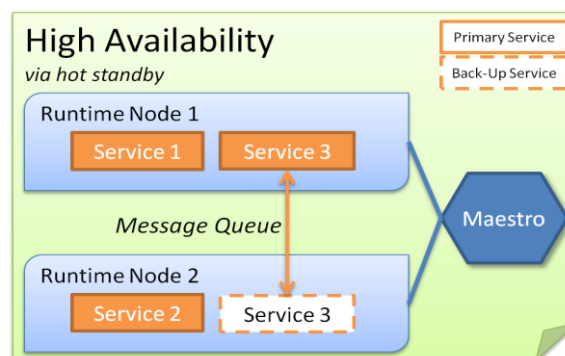 High Availability
via hot standby
Primary Service
Back-Up Service
Runtime Node 1
Service 1
Service 3
Message Queue
Maestro
Runtime Node 2
Service 2
Service 3